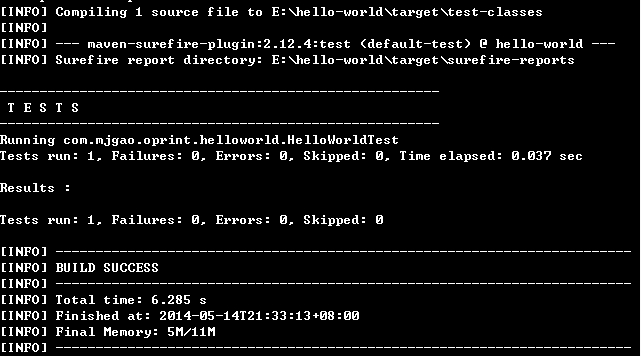 [INFO] Compiling 1 source file to E:\hello-world\target\test-classes
[INFO]
[INFO] --- maven-surefire-plugin:2.12.4:test (default-test) @ hello-world ---
[INFO] Surefire report directory: E:\hello-world\target\surefire-reports
-------------------------------------------------------
T E S T S
-------------------------------------------------------
Running com.mjgao.oprint.helloworld.HelloWorldTest
Tests run: 1, Failures: 0, Errors: 0, Skipped: 0, Time elapsed: 0.037 sec
Results :
Tests run: 1, Failures: 0, Errors: 0, Skipped: 0
[INFO] ------------------------------------------------------------------------
[INFO] BUILD SUCCESS
[INFO] ------------------------------------------------------------------------
[INFO] Total time: 6.285 s
[INFO] Finished at: 2014-05-14T21:33:13+08:00
[INFO] Final Memory: 5M/11M
[INFO] ------------------------------------------------------------------------